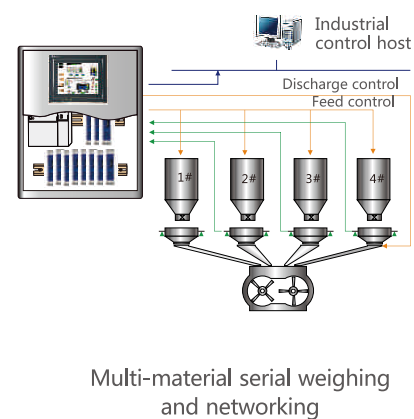 Industrial
control host
Discharge control
Feed control
1#
2#
3#
4#
Multi-material serial weighing
and networking